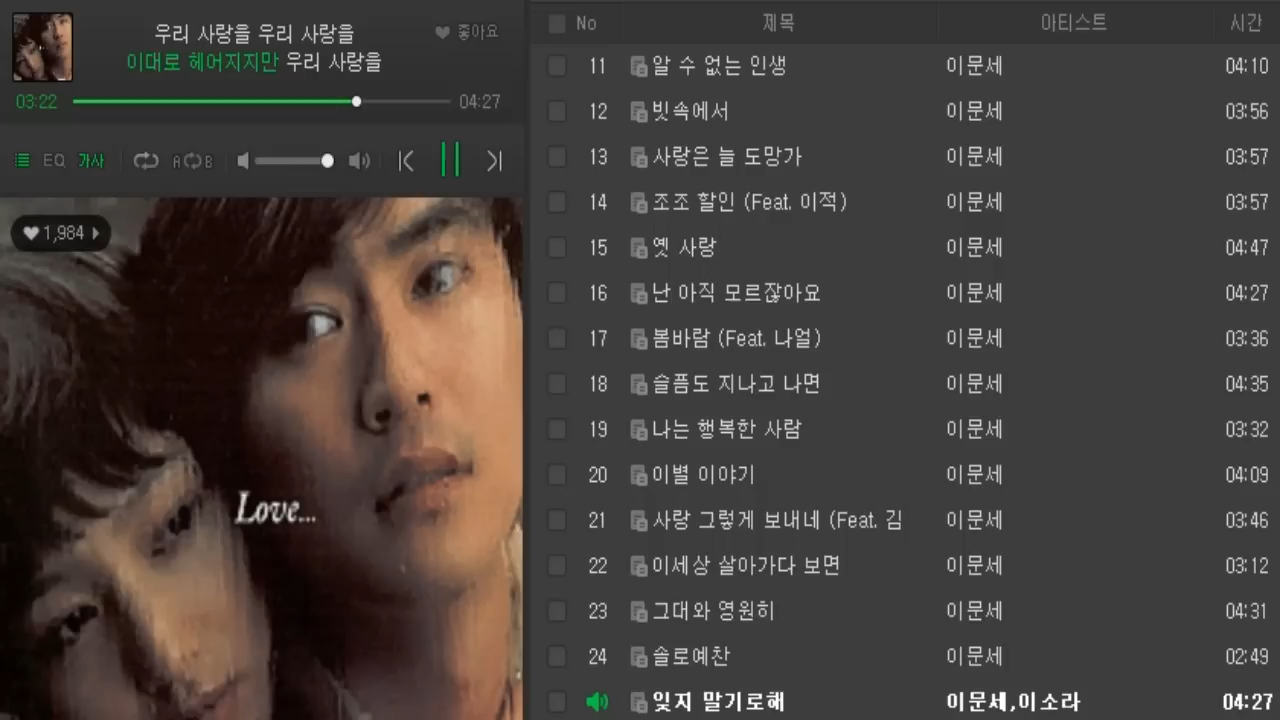 우리 사랑을 우리 사랑을
이대로 헤어지지만 우리 사랑을
좋아요
03:22 04:27
EQ 가사 A B
1,984
Love...
No 제목 아티스트 시간
11 알 수 없는 인생 이문세 04:10
12 빗속에서 이문세 03:56
13 사랑은 늘 도망가 이문세 03:57
14 조조 할인 (Feat. 이적) 이문세 03:57
15 옛 사랑 이문세 04:47
16 난 아직 모르잖아요 이문세 04:27
17 봄바람 (Feat. 나얼) 이문세 03:36
18 슬픔도 지나고 나면 이문세 04:35
19 나는 행복한 사람 이문세 03:32
20 이별 이야기 이문세 04:09
21 사랑 그렇게 보내네 (Feat. 김 이문세 03:46
22 이세상 살아가다 보면 이문세 03:12
23 그대와 영원히 이문세 04:31
24 솔로예찬 이문세 02:49
잊지 말기로해 이문세,이소라 04:27